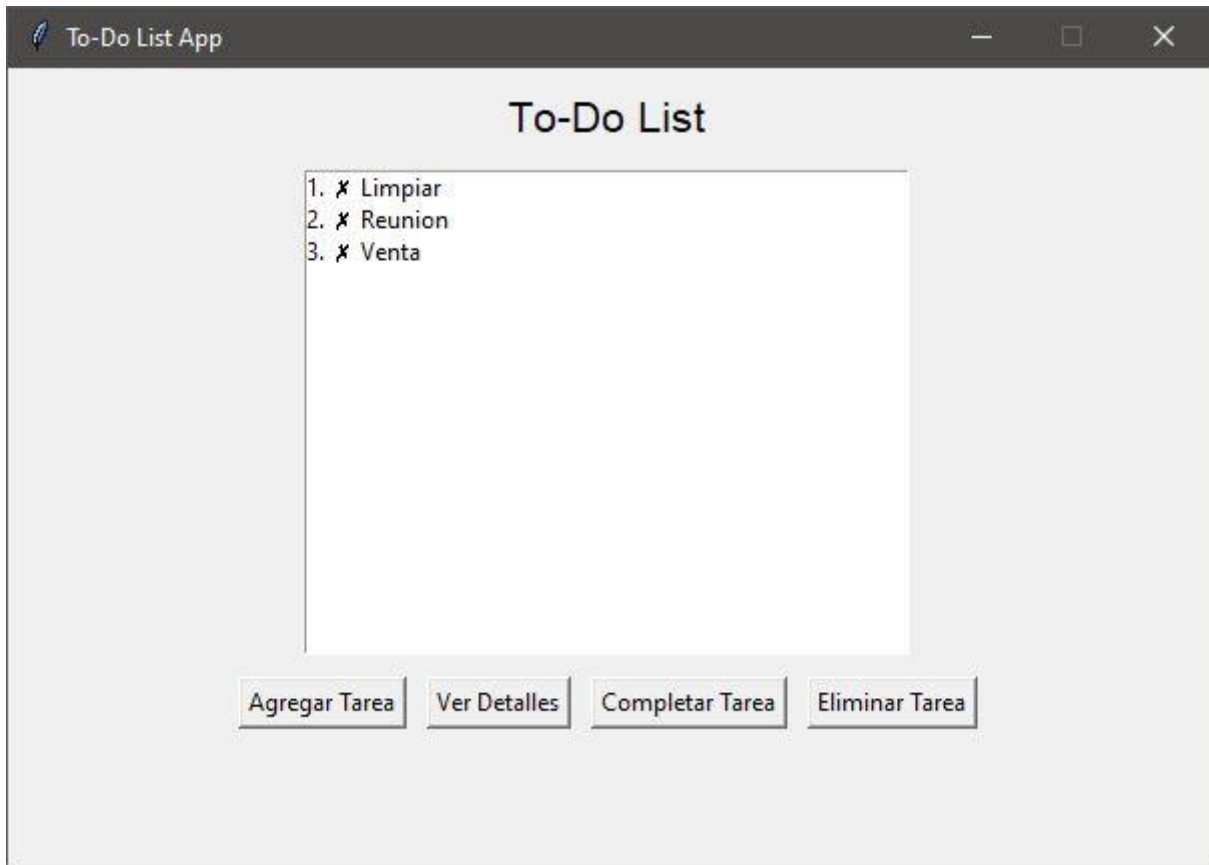 To-Do List App
To-Do List
1. ✗ Limpiar
2. ✗ Reunion
3. ✗ Venta
Agregar Tarea Ver Detalles Completar Tarea Eliminar Tarea